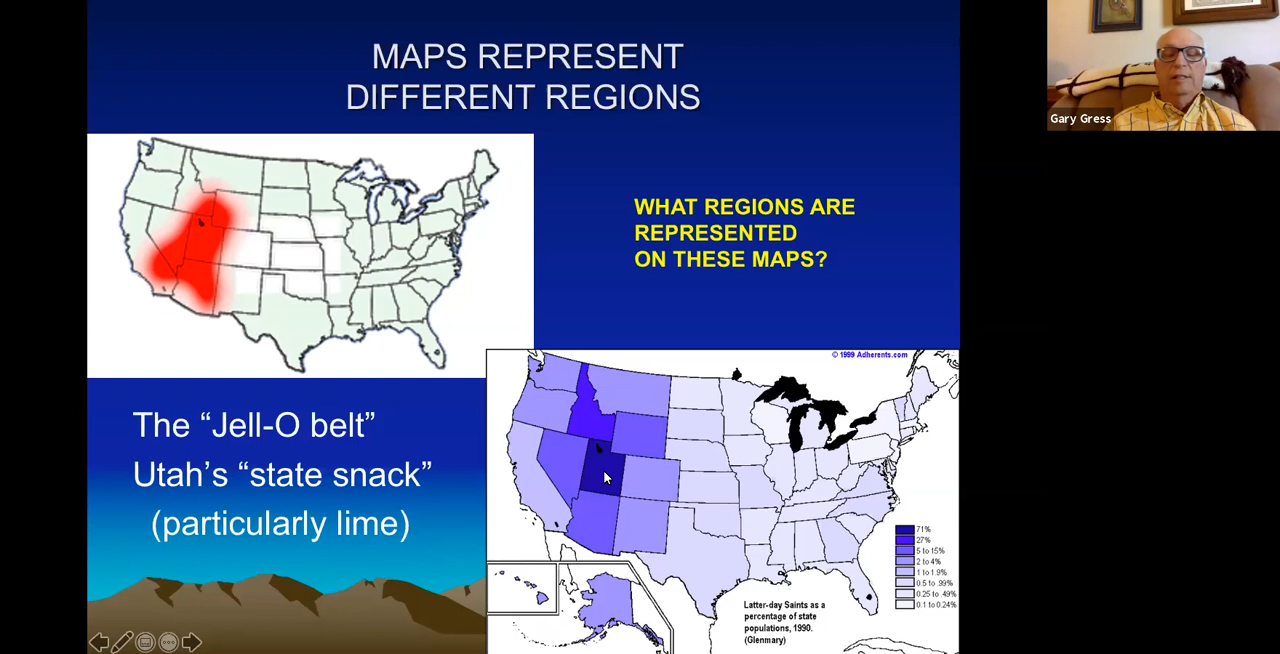 MAPS REPRESENT
DIFFERENT REGIONS
Gary Gress
WHAT REGIONS ARE
REPRESENTED
ON THESE MAPS?
© 1999 Adherents.com
The “Jell-O belt”
Utah’s “state snack”
(particularly lime)
71%
27%
5 to 15%
2 to 4%
1 to 1.9%
0.5 to .99%
0.25 to .49%
0.1 to 0.24%
Latter-day Saints as a
percentage of state
populations, 1990.
(Glenmary)